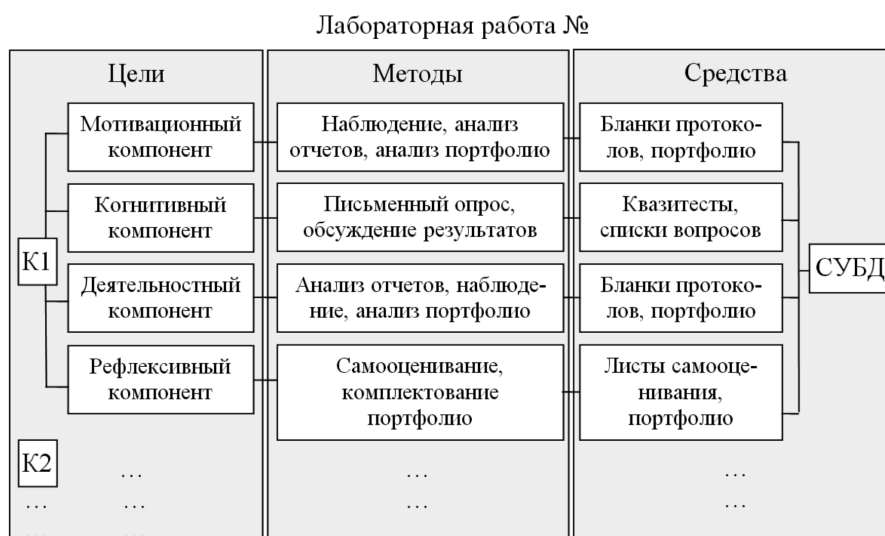 Лабораторная работа №
Цели
Методы
Средства
К1
Мотивационный
компонент
Наблюдение, анализ
отчетов, анализ портфолио
Бланки протоко-
лов, портфолио
Когнитивный
компонент
Письменный опрос,
обсуждение результатов
Квазитесты,
списки вопросов
Деятельностный
компонент
Анализ отчетов, наблюде-
ние, анализ портфолио
Бланки протоко-
лов, портфолио
Рефлексивный
компонент
Самооценивание,
комплектование
портфолио
Листы самооце-
нивания,
портфолио
СУБД
К2
... ... ...
... ... ... ...
... ...